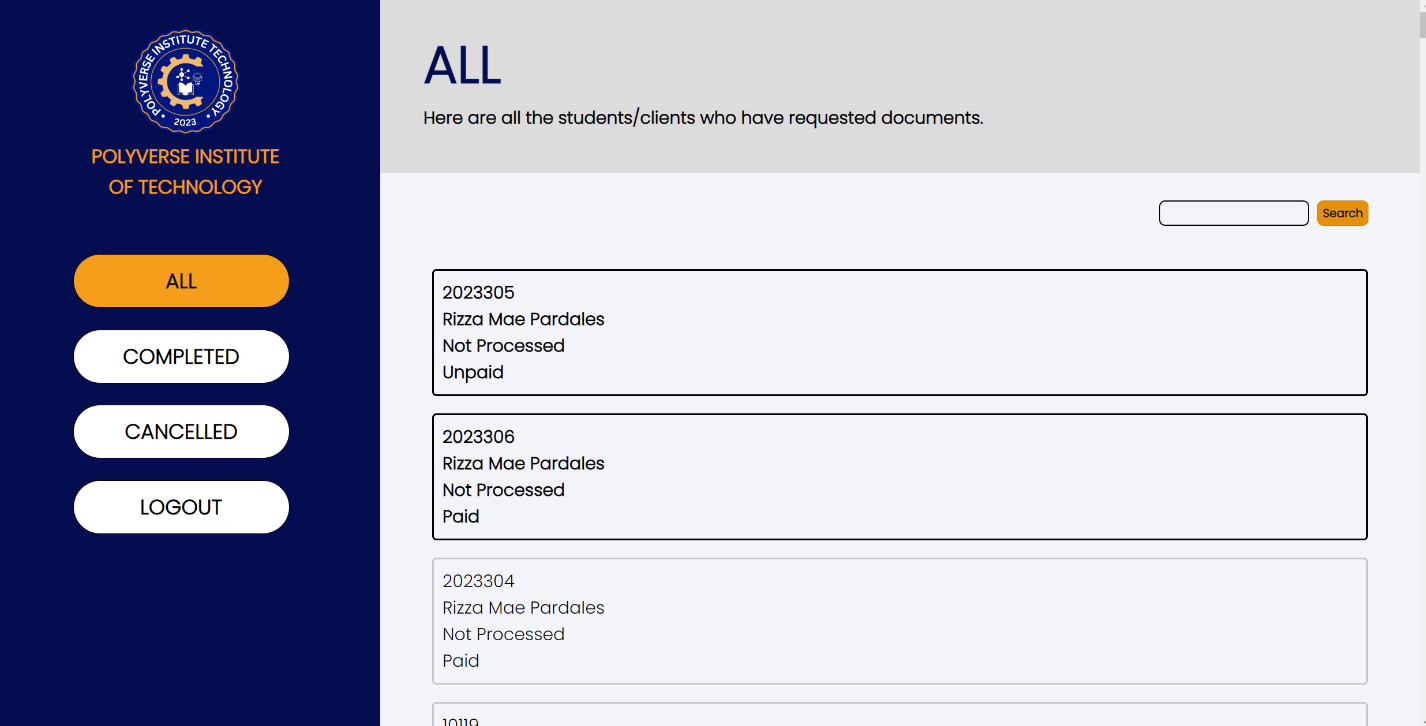 POLYVERSE INSTITUTE TECHNOLOGY
2023
POLYVERSE INSTITUTE
OF TECHNOLOGY
ALL
COMPLETED
CANCELLED
LOGOUT
ALL
Here are all the students/clients who have requested documents.
Search
2023305
Rizza Mae Pardales
Not Processed
Unpaid
2023306
Rizza Mae Pardales
Not Processed
Paid
2023304
Rizza Mae Pardales
Not Processed
Paid
10119